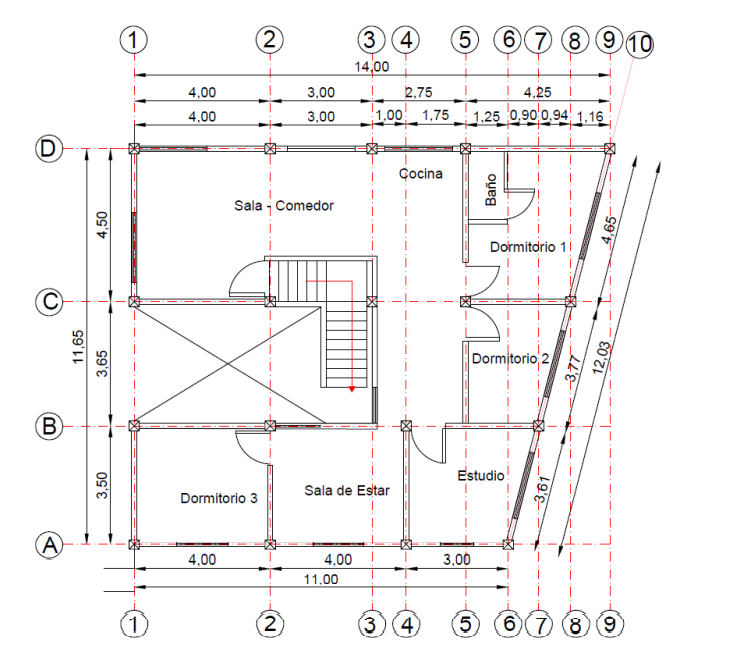 1 2 3 4 5 6 7 8 9 10
14,00
4,00 3,00 2,75 4,25
4,00 3,00 1,00 1,75 1,25 0,90 0,94 1,16
D
Cocina
Baño
Sala - Comedor
4,50
4,65
Dormitorio 1
C
11,65
3,65
Dormitorio 2
3,77
12,03
B
3,50
Estudio
3,61
Dormitorio 3
Sala de Estar
A
4,00 4,00 3,00
11.00
1 2 3 4 5 6 7 8 9